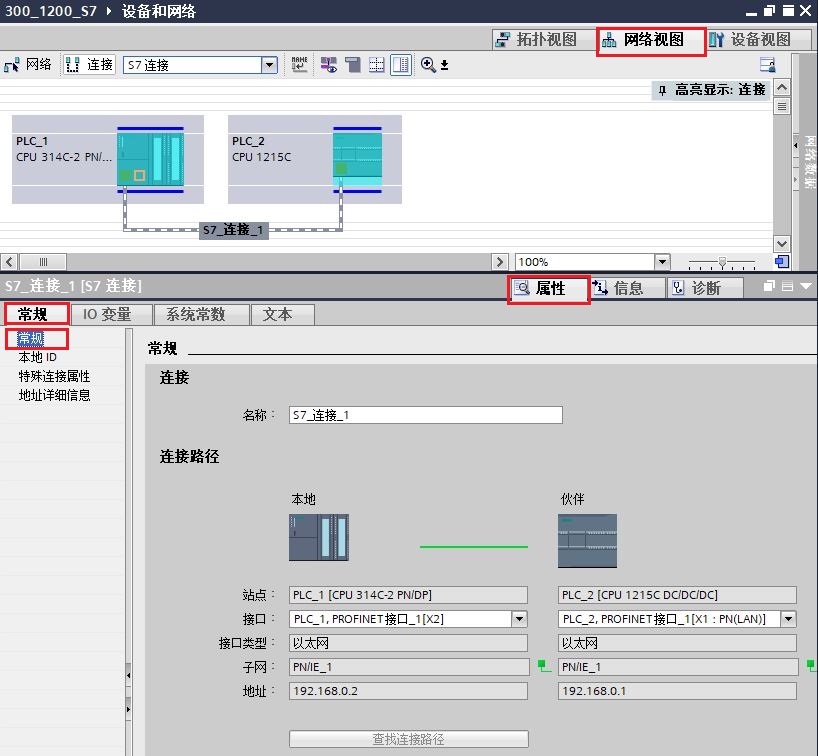 300_1200_S7 ▸ 设备和网络
拓扑视图 网络视图 设备视图
网络 连接 S7 连接
高亮显示: 连接
PLC_1
CPU 314C-2 PN/...
PLC_2
CPU 1215C
S7_连接_1
网络数据
100%
S7_连接_1 [S7 连接]
属性 信息 诊断
常规 IO 变量 系统常数 文本
常规
本地 ID
特殊连接属性
地址详细信息
常规
连接
名称： S7_连接_1
连接路径
本地 伙伴
站点： PLC_1 [CPU 314C-2 PN/DP] PLC_2 [CPU 1215C DC/DC/DC]
接口： PLC_1, PROFINET接口_1[X2] PLC_2, PROFINET接口_1[X1 : PN(LAN)]
接口类型： 以太网 以太网
子网： PN/IE_1 PN/IE_1
地址： 192.168.0.2 192.168.0.1
查找连接路径